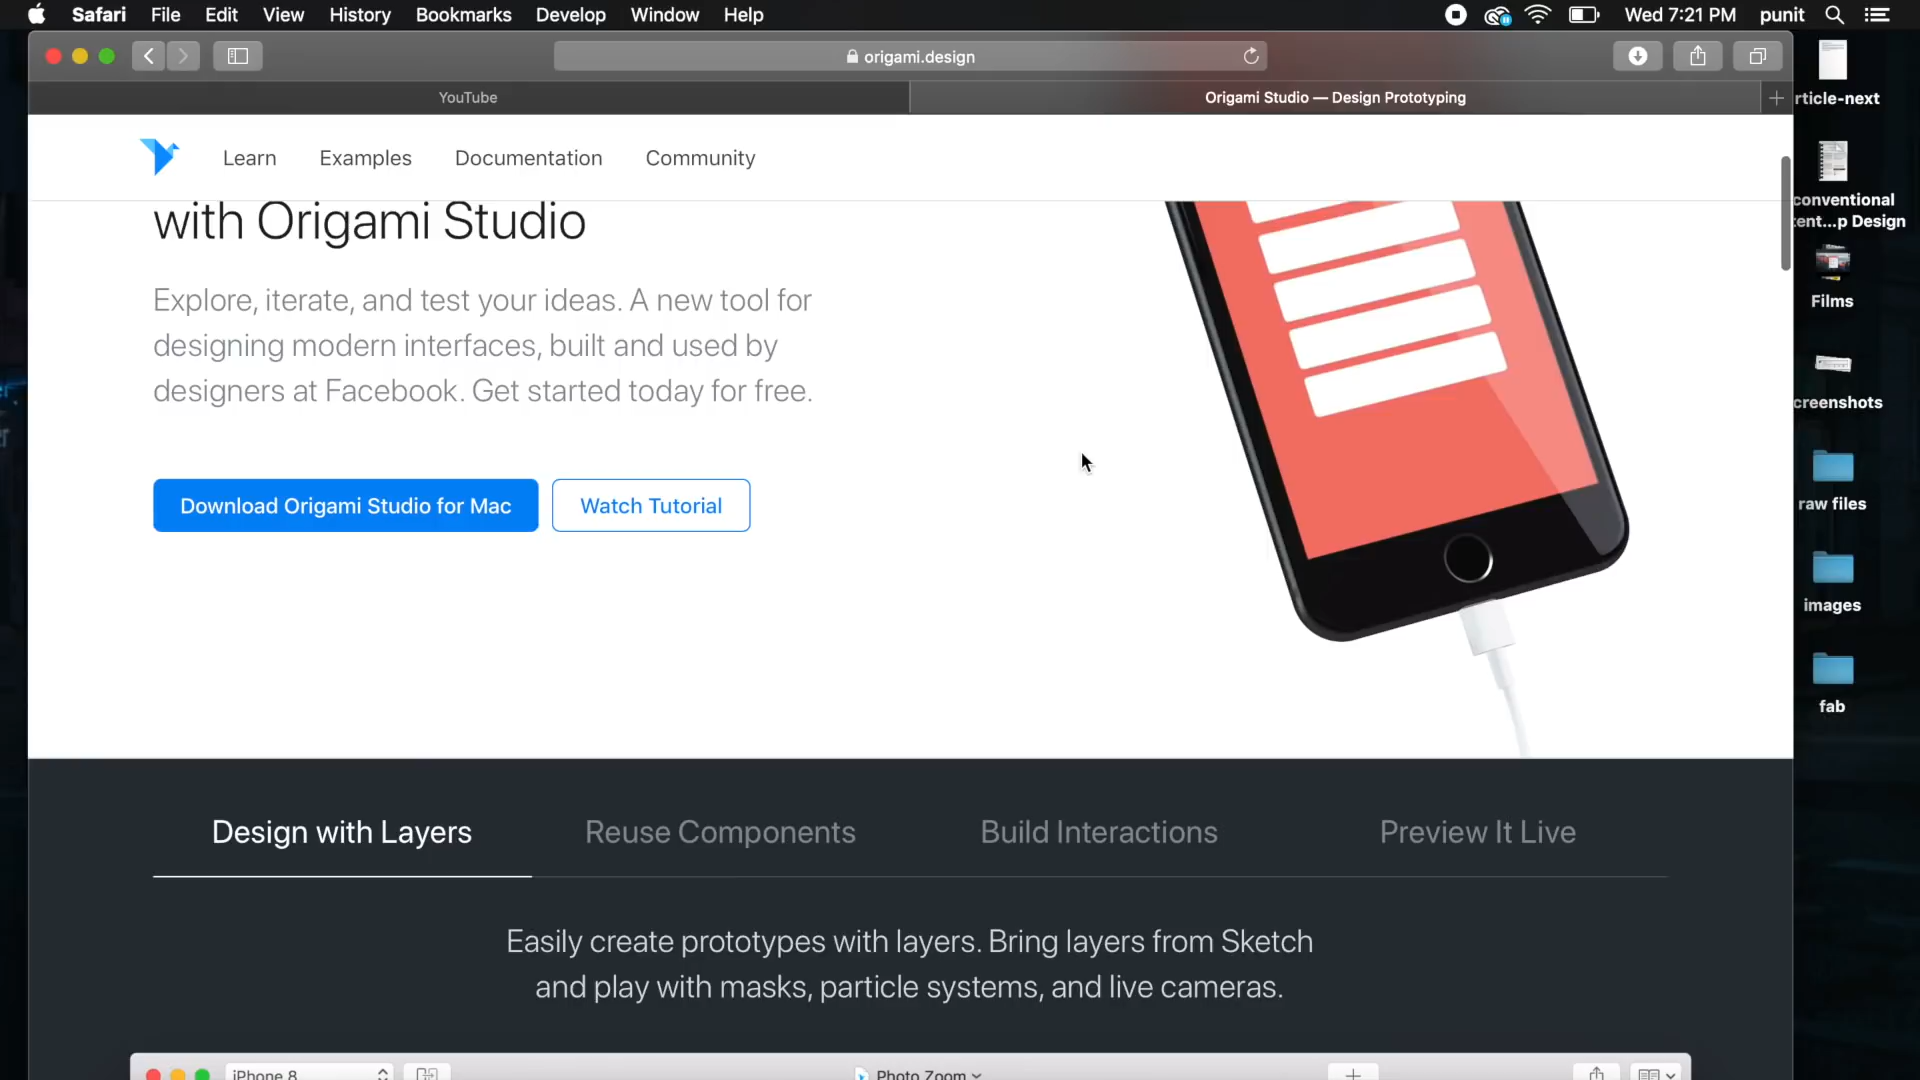 Safari File Edit View History Bookmarks Develop Window Help
Wed 7:21 PM punit
origami.design
YouTube
Origami Studio — Design Prototyping
Learn Examples Documentation Community
with Origami Studio
Explore, iterate, and test your ideas. A new tool for
designing modern interfaces, built and used by
designers at Facebook. Get started today for free.
Download Origami Studio for Mac
Watch Tutorial
Design with Layers
Reuse Components
Build Interactions
Preview It Live
Easily create prototypes with layers. Bring layers from Sketch
and play with masks, particle systems, and live cameras.
iPhone 8
Photo Zoom
rticle-next
conventional
tent...p Design
Films
creenshots
raw files
images
fab